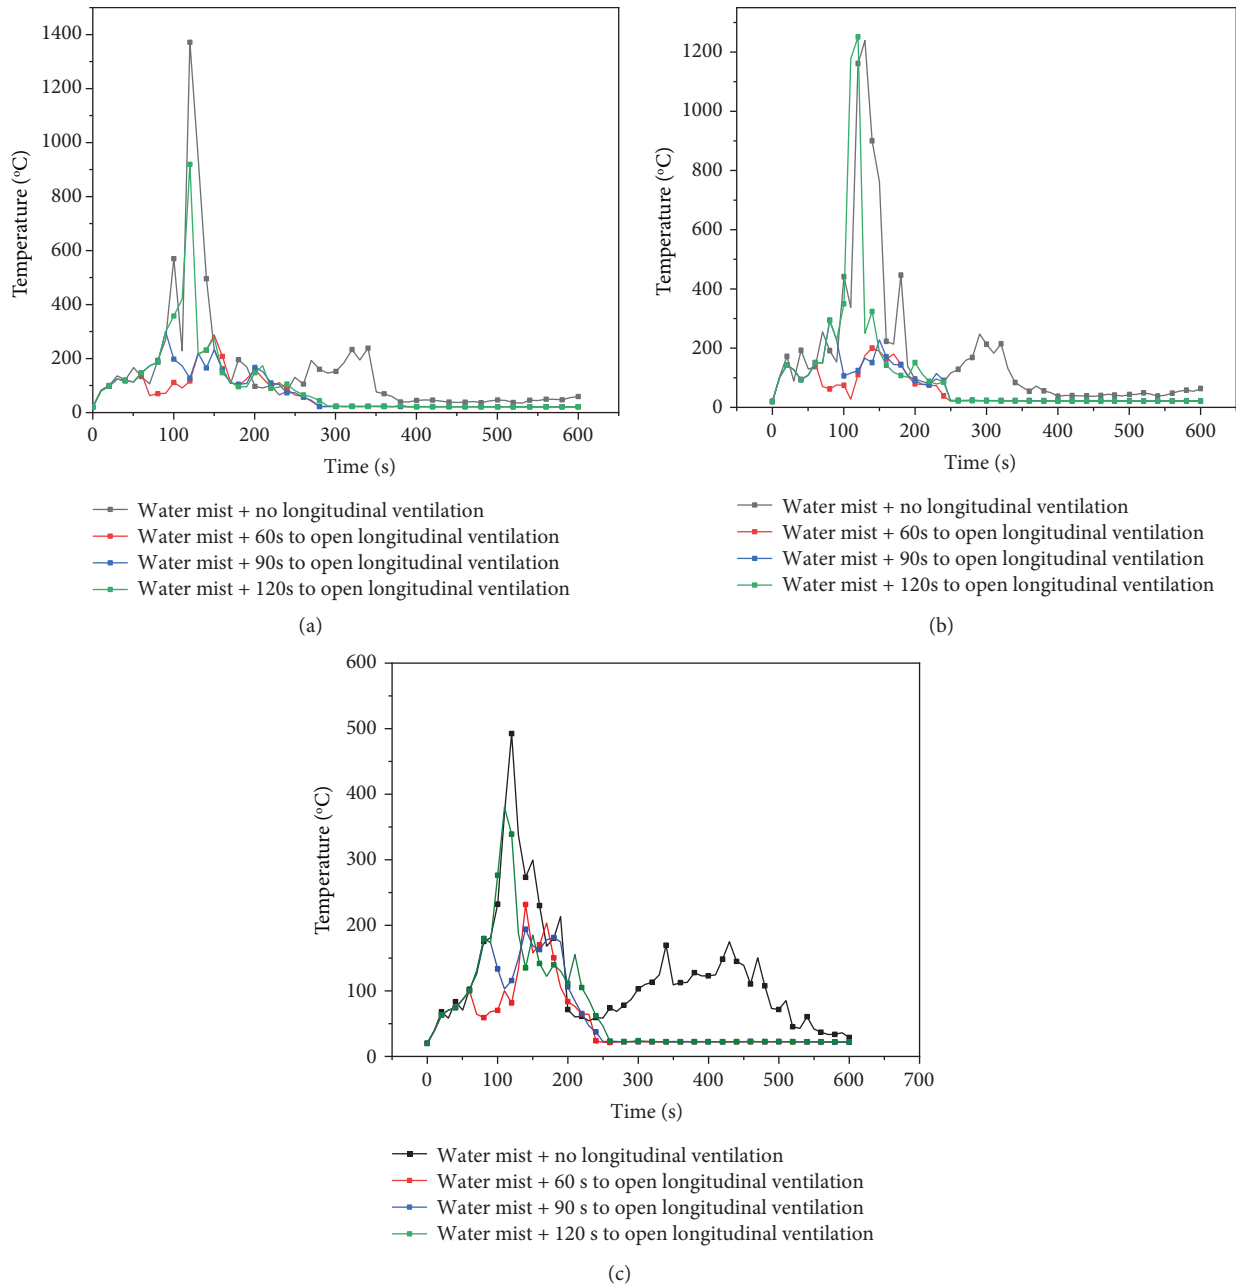 1400
1200
1000
800
600
400
200
0
Temperature (°C)
0 100 200 300 400 500 600
Time (s)
Water mist + no longitudinal ventilation
Water mist + 60s to open longitudinal ventilation
Water mist + 90s to open longitudinal ventilation
Water mist + 120s to open longitudinal ventilation
(a)
1200
1000
800
600
400
200
0
Temperature (°C)
0 100 200 300 400 500 600
Time (s)
Water mist + no longitudinal ventilation
Water mist + 60s to open longitudinal ventilation
Water mist + 90s to open longitudinal ventilation
Water mist + 120s to open longitudinal ventilation
(b)
600
500
400
300
200
100
0
Temperature (°C)
0 100 200 300 400 500 600 700
Time (s)
Water mist + no longitudinal ventilation
Water mist + 60 s to open longitudinal ventilation
Water mist + 90 s to open longitudinal ventilation
Water mist + 120 s to open longitudinal ventilation
(c)